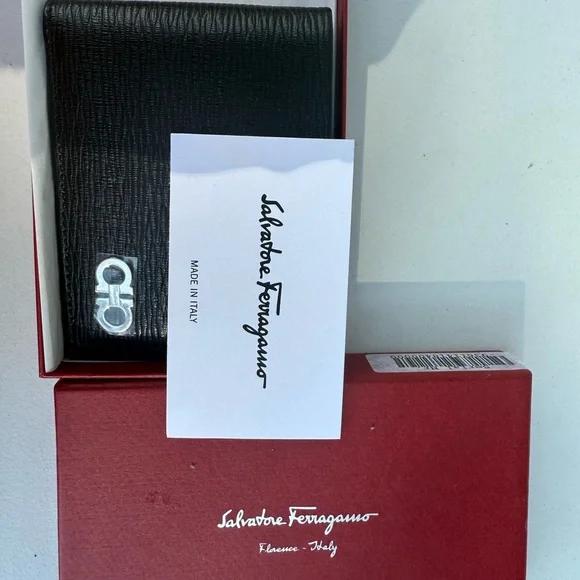 Salvatore Ferragamo
MADE IN ITALY
Salvatore Ferragamo
Florence - Italy